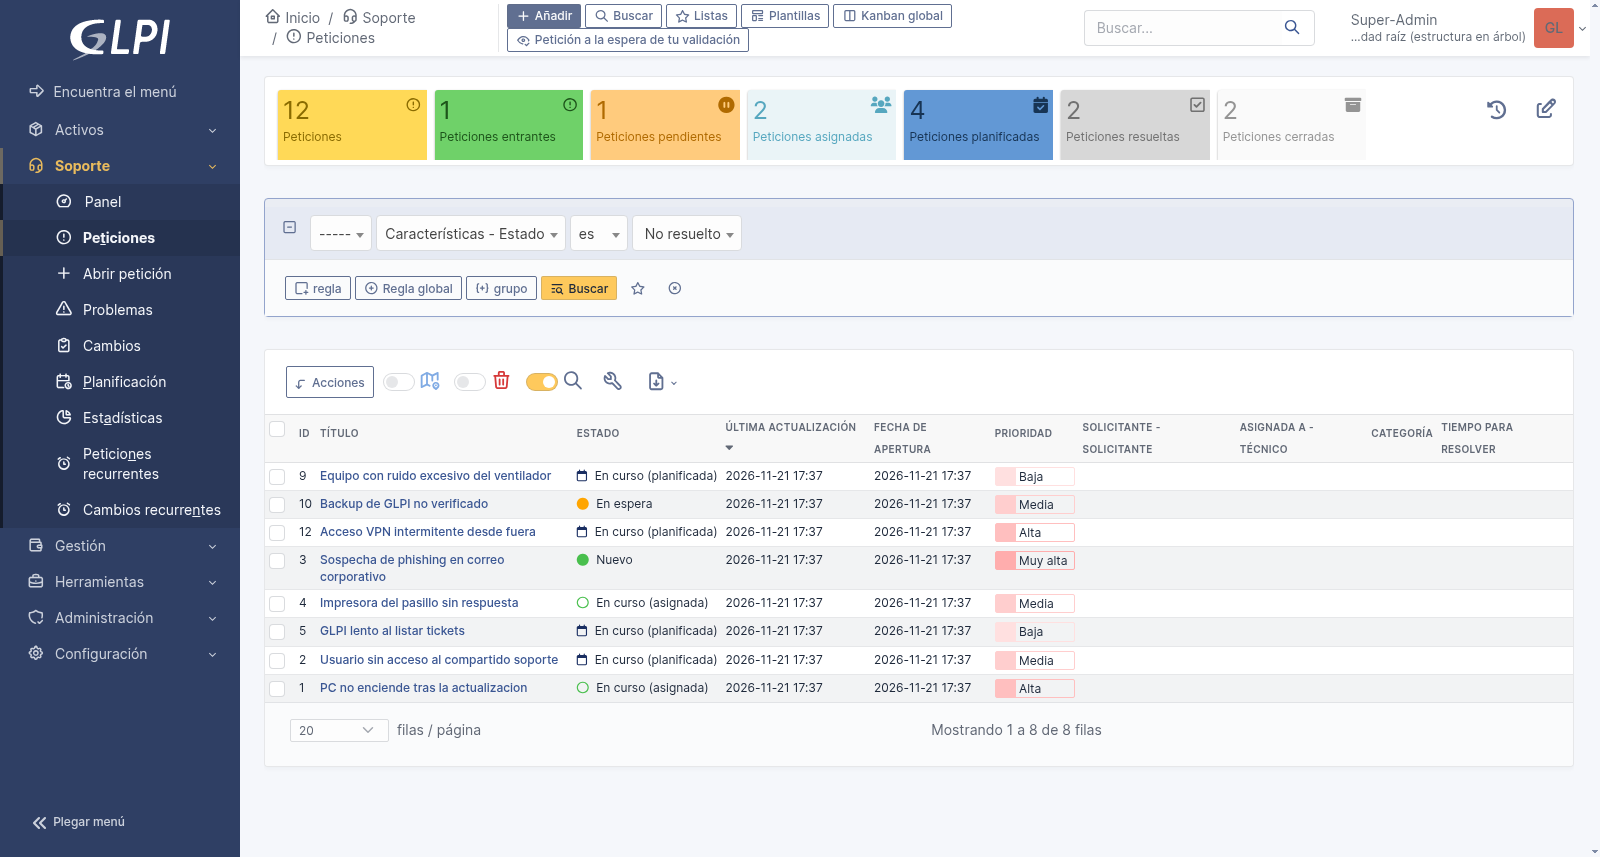 GLPI
Encuentra el menú
Activos
Soporte
Panel
Peticiones
Abrir petición
Problemas
Cambios
Planificación
Estadísticas
Peticiones
recurrentes
Cambios recurrentes
Gestión
Herramientas
Administración
Configuración
Plegar menú
Inicio / Soporte
/ Peticiones
Añadir
Buscar
Listas
Plantillas
Kanban global
Petición a la espera de tu validación
Buscar...
Super-Admin
...dad raíz (estructura en árbol)
GL
12
Peticiones
1
Peticiones entrantes
1
Peticiones pendientes
2
Peticiones asignadas
4
Peticiones planificadas
2
Peticiones resueltas
2
Peticiones cerradas
----- Características - Estado es No resuelto
regla Regla global (+) grupo Buscar
Acciones
ID TÍTULO ESTADO ÚLTIMA ACTUALIZACIÓN FECHA DE APERTURA PRIORIDAD SOLICITANTE - SOLICITANTE ASIGNADA A - TÉCNICO CATEGORÍA TIEMPO PARA RESOLVER
9 Equipo con ruido excesivo del ventilador En curso (planificada) 2026-11-21 17:37 2026-11-21 17:37 Baja
10 Backup de GLPI no verificado En espera 2026-11-21 17:37 2026-11-21 17:37 Media
12 Acceso VPN intermitente desde fuera En curso (planificada) 2026-11-21 17:37 2026-11-21 17:37 Alta
3 Sospecha de phishing en correo corporativo Nuevo 2026-11-21 17:37 2026-11-21 17:37 Muy alta
4 Impresora del pasillo sin respuesta En curso (asignada) 2026-11-21 17:37 2026-11-21 17:37 Media
5 GLPI lento al listar tickets En curso (planificada) 2026-11-21 17:37 2026-11-21 17:37 Baja
2 Usuario sin acceso al compartido soporte En curso (planificada) 2026-11-21 17:37 2026-11-21 17:37 Media
1 PC no enciende tras la actualizacion En curso (asignada) 2026-11-21 17:37 2026-11-21 17:37 Alta
20 filas / página
Mostrando 1 a 8 de 8 filas